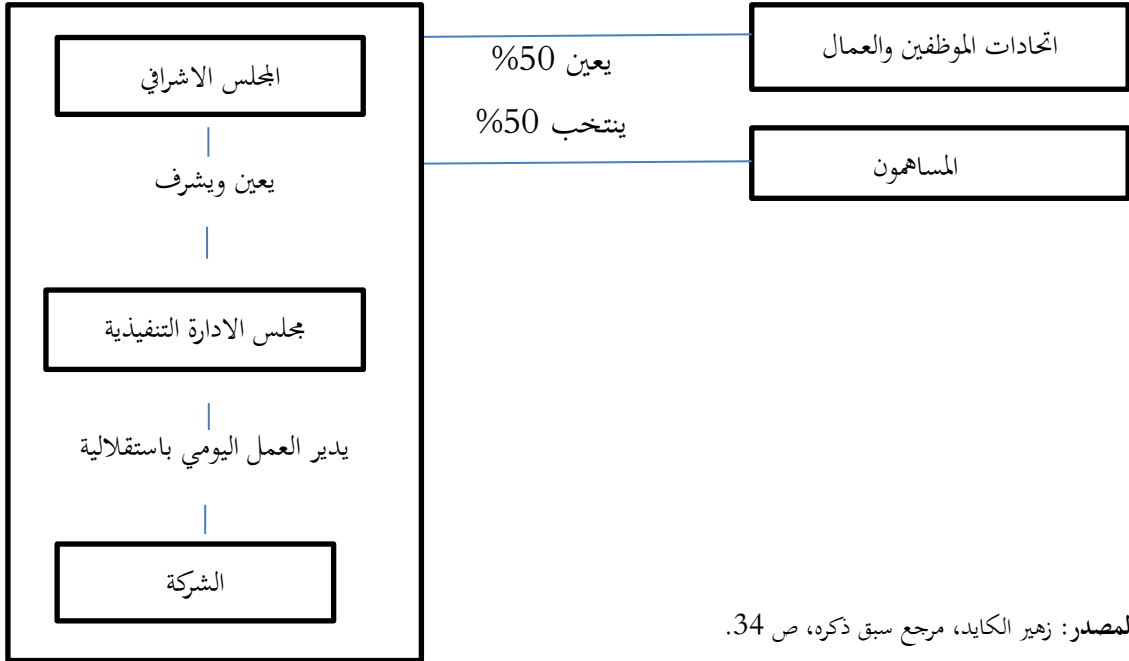 اتحادات الموظفين والعمال
يعين 50%
المجلس الاشرافي
ينتخب 50%
المساهمون
يعين ويشرف
مجلس الادارة التنفيذية
يدير العمل اليومي باستقلالية
الشركة
لمصدر: زهير الكايد، مرجع سبق ذكره، ص 34.